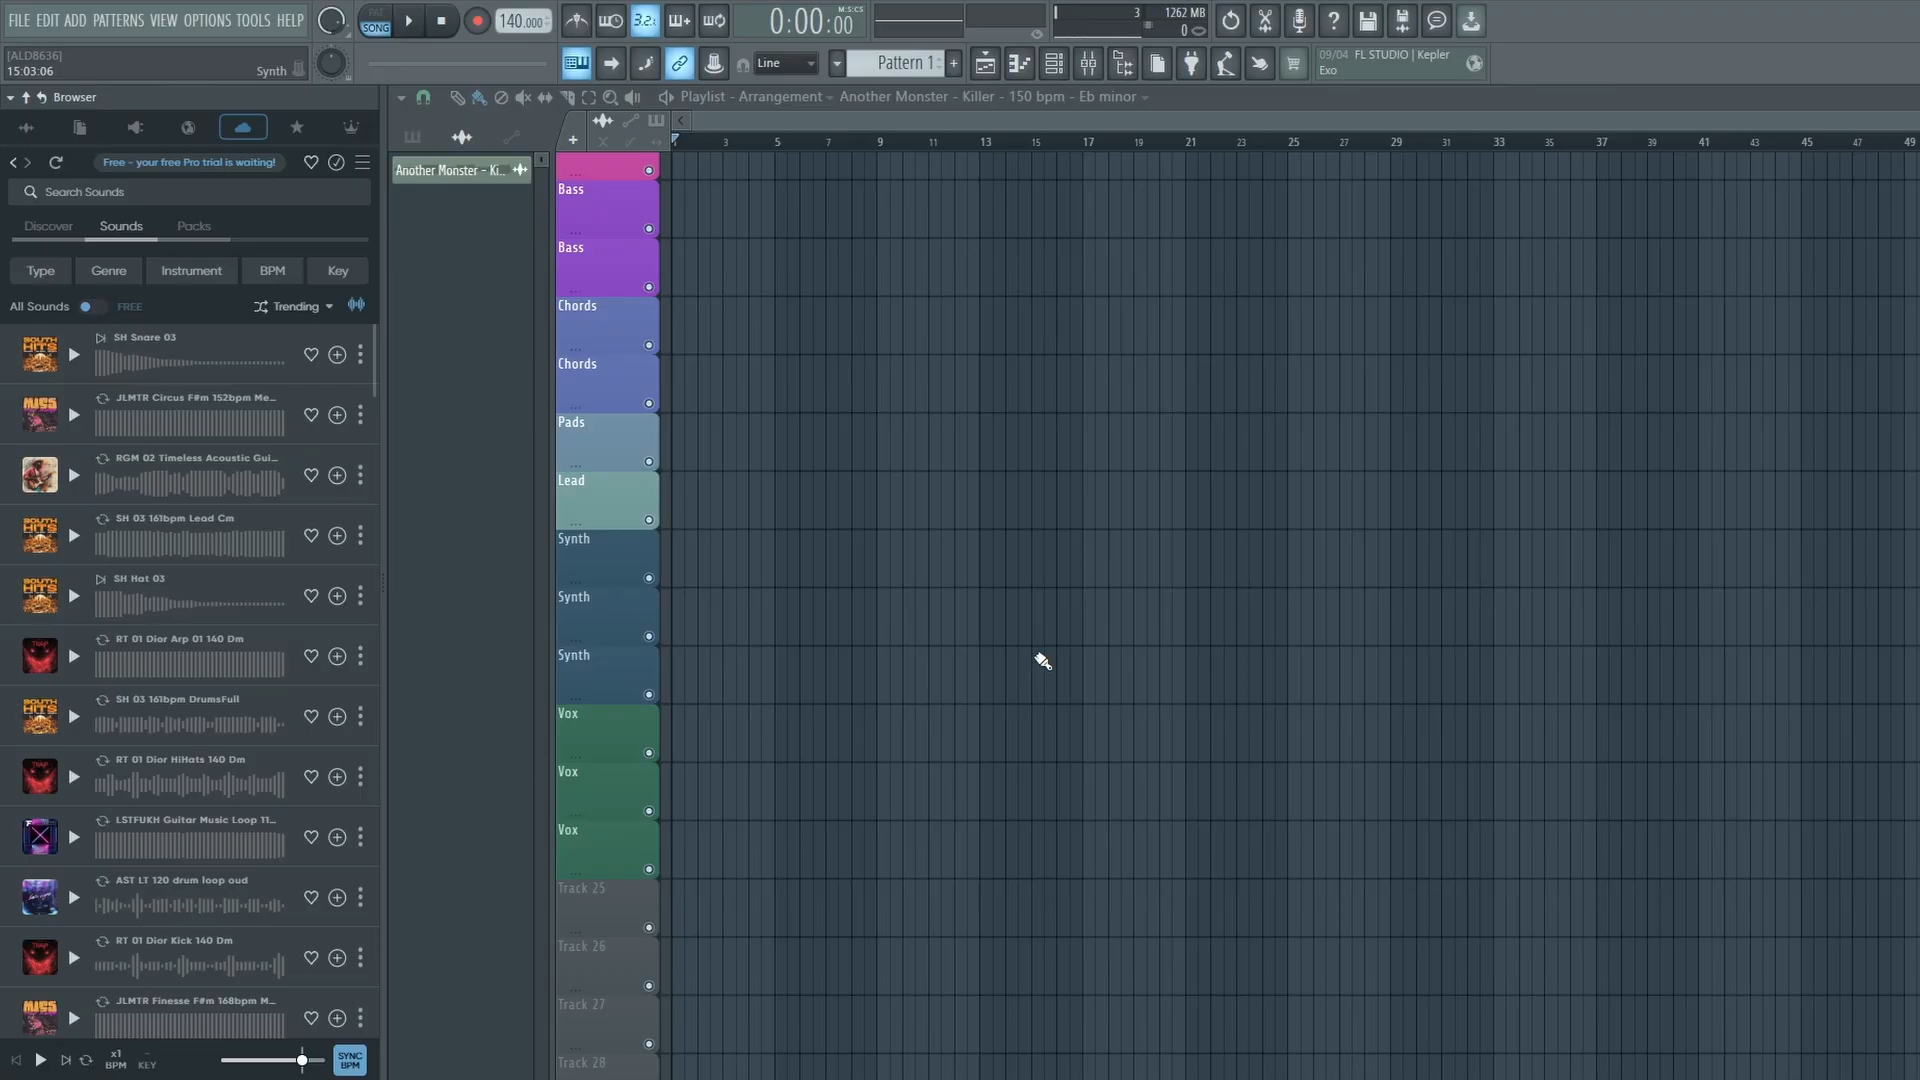 FILE EDIT ADD PATTERNS VIEW OPTIONS TOOLS HELP
PAT
SONG
140.000
3.2.
0:00:00
M:S:CS
3
1262 MB
0
[ALD8636]
15:03:06
Synth
Line
Pattern 1
09/04 FL STUDIO | Kepler
Exo
Browser
Playlist - Arrangement
Another Monster - Killer - 150 bpm - Eb minor
Free - your free Pro trial is waiting!
Search Sounds
Discover
Sounds
Packs
Type
Genre
Instrument
BPM
Key
All Sounds
FREE
Trending
SH Snare 03
JLMTR Circus F#m 152bpm Me...
RGM 02 Timeless Acoustic Gui...
SH 03 161bpm Lead Cm
SH Hat 03
RT 01 Dior Arp 01 140 Dm
SH 03 161bpm DrumsFull
RT 01 Dior HiHats 140 Dm
LSTFUKH Guitar Music Loop 11...
AST LT 120 drum loop oud
RT 01 Dior Kick 140 Dm
JLMTR Finesse F#m 168bpm M...
x1
BPM
-
KEY
SYNC
BPM
Another Monster - Ki..
3 5 7 9 11 13 15 17 19 21 23 25 27 29 31 33 35 37 39 41 43 45 47 49
Bass
Bass
Chords
Chords
Pads
Lead
Synth
Synth
Synth
Vox
Vox
Vox
Track 25
Track 26
Track 27
Track 28